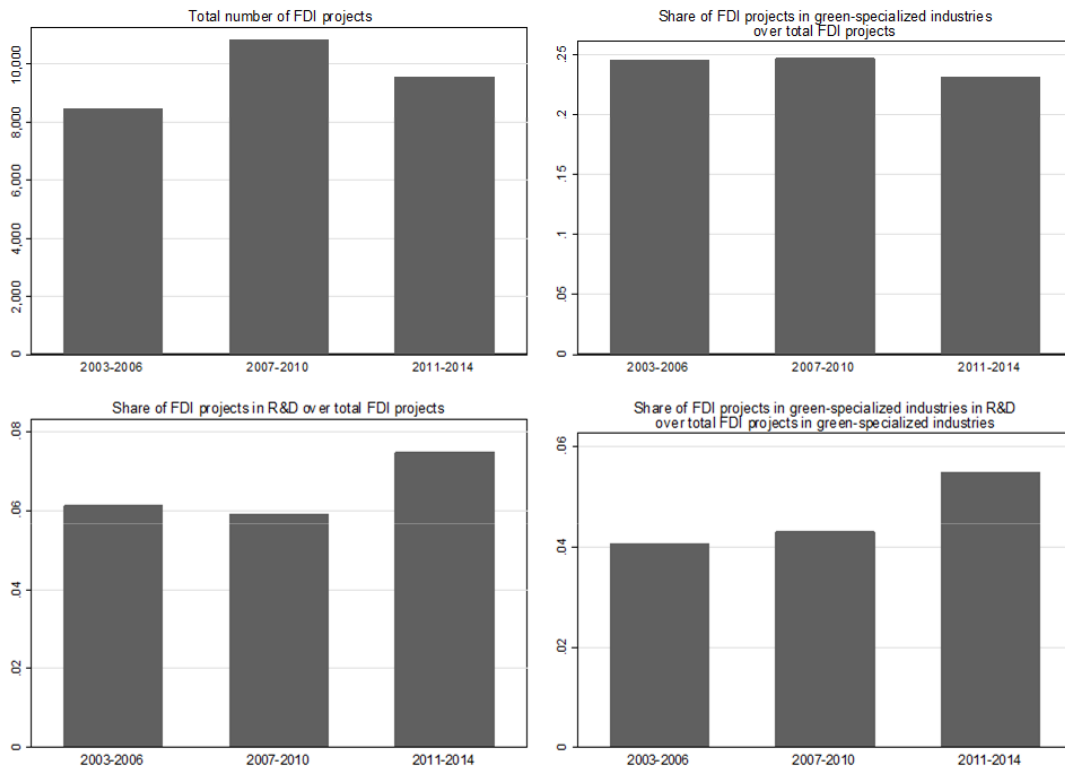 Total number of FDI projects
10,000
8,000
6,000
4,000
2,000
0
2003-2006 2007-2010 2011-2014
Share of FDI projects in green-specialized industries
over total FDI projects
.25
.2
.15
.1
.05
0
2003-2006 2007-2010 2011-2014
Share of FDI projects in R&D over total FDI projects
.08
.06
.04
.02
0
2003-2006 2007-2010 2011-2014
Share of FDI projects in green-specialized industries in R&D
over total FDI projects in green-specialized industries
.06
.04
.02
0
2003-2006 2007-2010 2011-2014